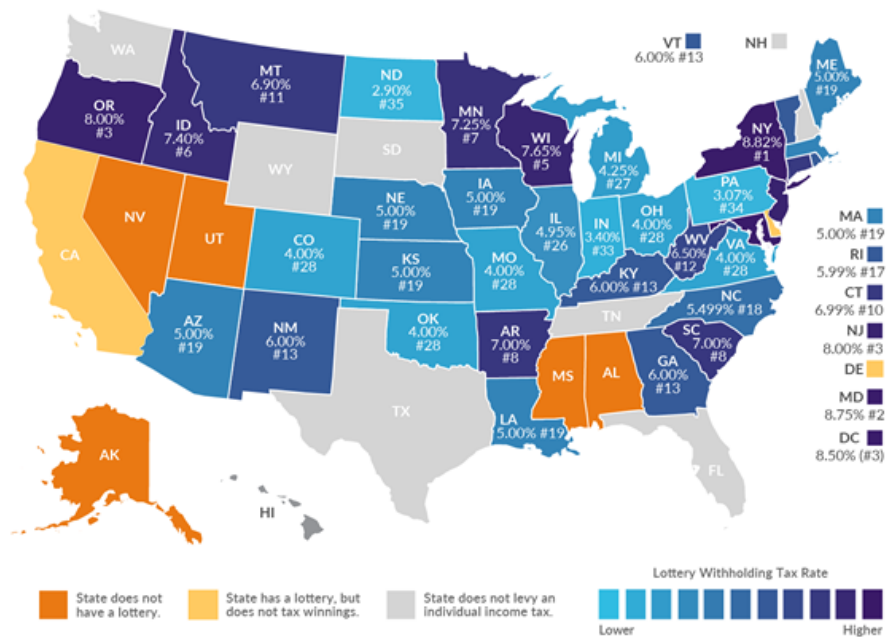 WA
VT
6.00% #13
NH
ME
5.00%
#19
MT
6.90%
#11
ND
2.90%
#35
MN
7.25%
#7
OR
8.00%
#3
ID
7.40%
#6
WI
7.65%
#5
NY
8.82%
#1
SD
WY
MI
4.25%
#27
PA
3.07%
#34
NE
5.00%
#19
IA
5.00%
#19
NV
UT
CA
CO
4.00%
#28
IL
4.95%
#26
IN
3.40%
#33
OH
4.00%
#28
WV
6.50%
#12
VA
4.00%
#28
MA
5.00% #19
RI
5.99% #17
CT
6.99% #10
NJ
8.00% #3
DE
MD
8.75% #2
DC
8.50% (#3)
KS
5.00%
#19
MO
4.00%
#28
KY
6.00% #13
NC
5.499% #18
TN
AZ
5.00%
#19
NM
6.00%
#13
OK
4.00%
#28
AR
7.00%
#8
SC
7.00%
#8
MS
AL
GA
6.00%
#13
TX
LA
5.00% #19
FL
AK
HI
State does not
have a lottery.
State has a lottery, but
does not tax winnings.
State does not levy an
individual income tax.
Lottery Withholding Tax Rate
Lower
Higher